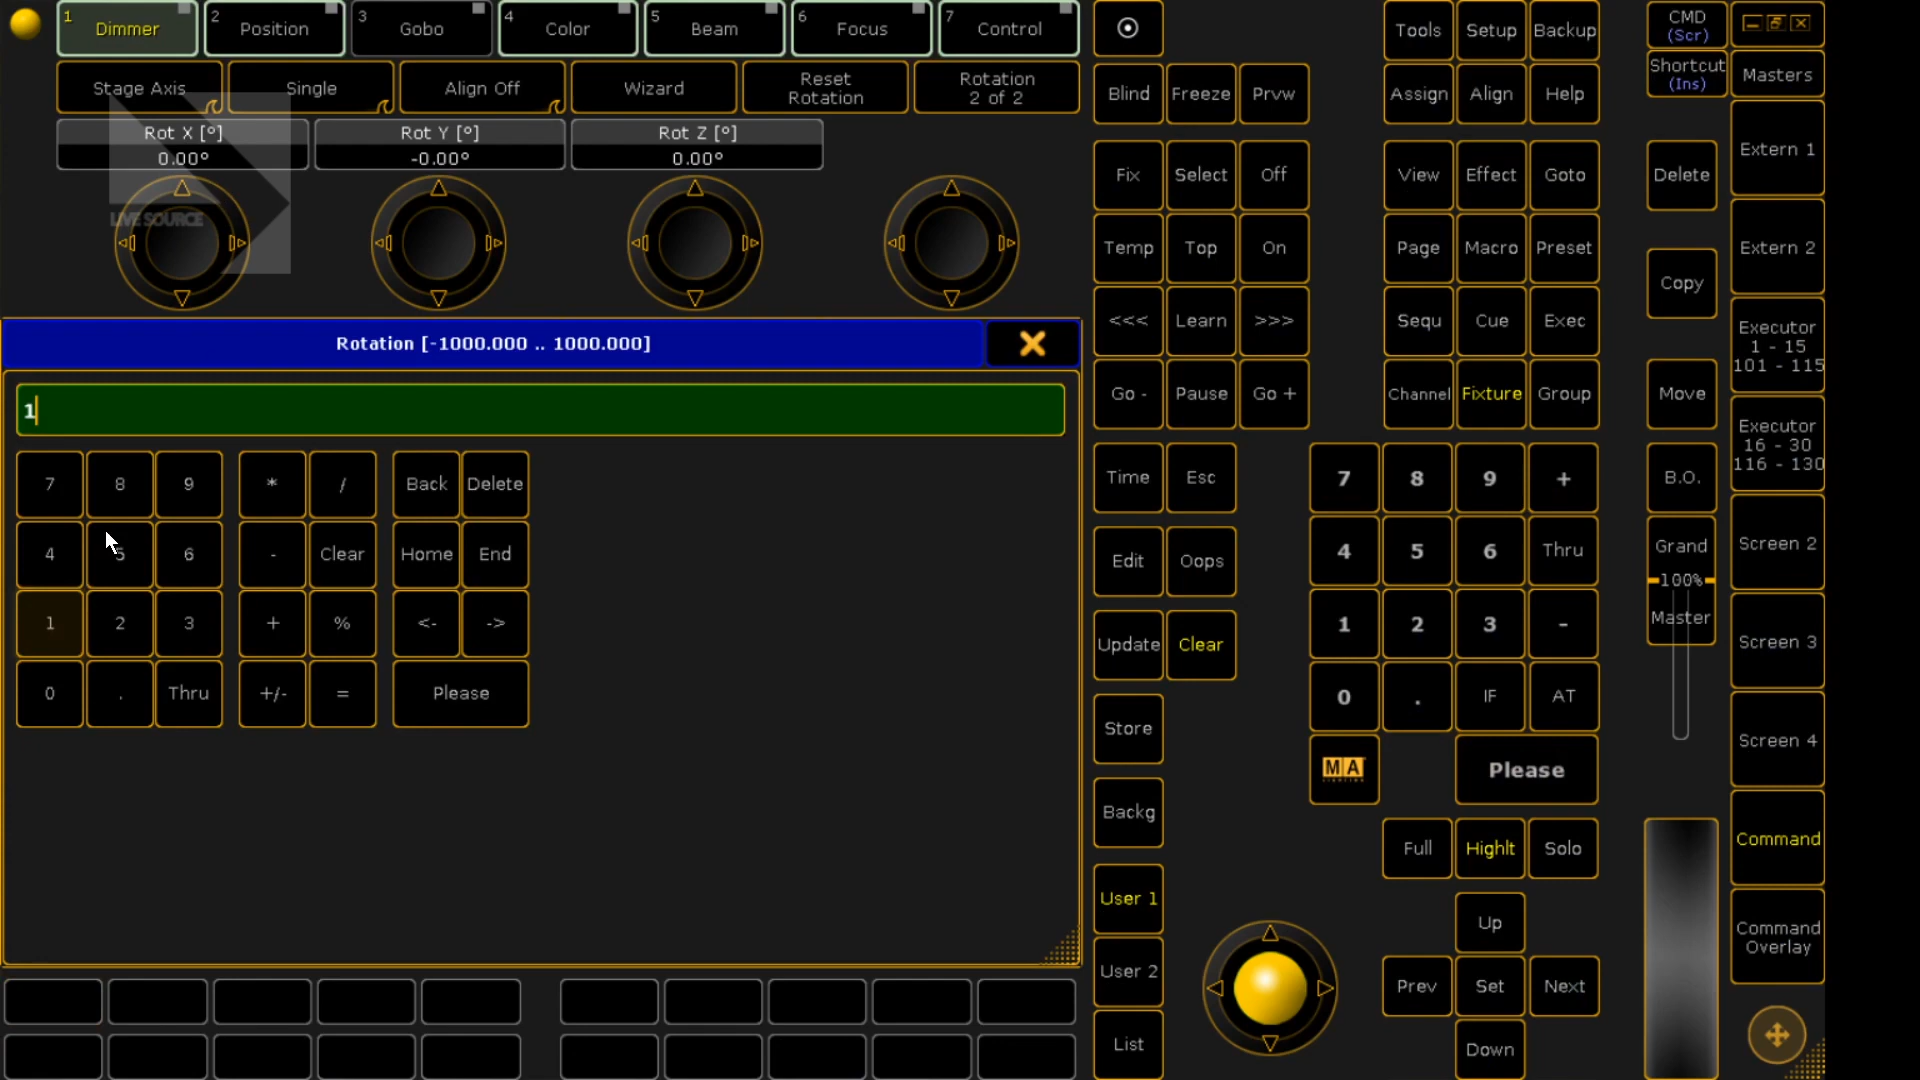 1 Dimmer
2 Position
3 Gobo
4 Color
5 Beam
6 Focus
7 Control
Stage Axis
Single
Align Off
Wizard
Reset
Rotation
Rotation
2 of 2
Rot X [°]
0.00°
Rot Y [°]
-0.00°
Rot Z [°]
0.00°
LIVE SOURCE
Rotation [-1000.000 .. 1000.000]
1
7 8 9 * / Back Delete
4 5 6 - Clear Home End
1 2 3 + % <- ->
0 . Thru +/- = Please
Tools Setup Backup
Blind Freeze Prvw
Assign Align Help
Fix Select Off
View Effect Goto
Temp Top On
Page Macro Preset
<<< Learn >>>
Sequ Cue Exec
Go - Pause Go +
Channel Fixture Group
Time Esc
7 8 9 +
Edit Oops
4 5 6 Thru
Update Clear
1 2 3 -
Store
0 . IF AT
MA
LIGHTING
Please
Backg
Full Highlt Solo
User 1
User 2
List
Up
Prev Set Next
Down
CMD
(Scr)
Shortcut
(Ins)
Delete
Copy
Move
B.O.
Grand
100%
Master
Masters
Extern 1
Extern 2
Executor
1 - 15
101 - 115
Executor
16 - 30
116 - 130
Screen 2
Screen 3
Screen 4
Command
Command
Overlay